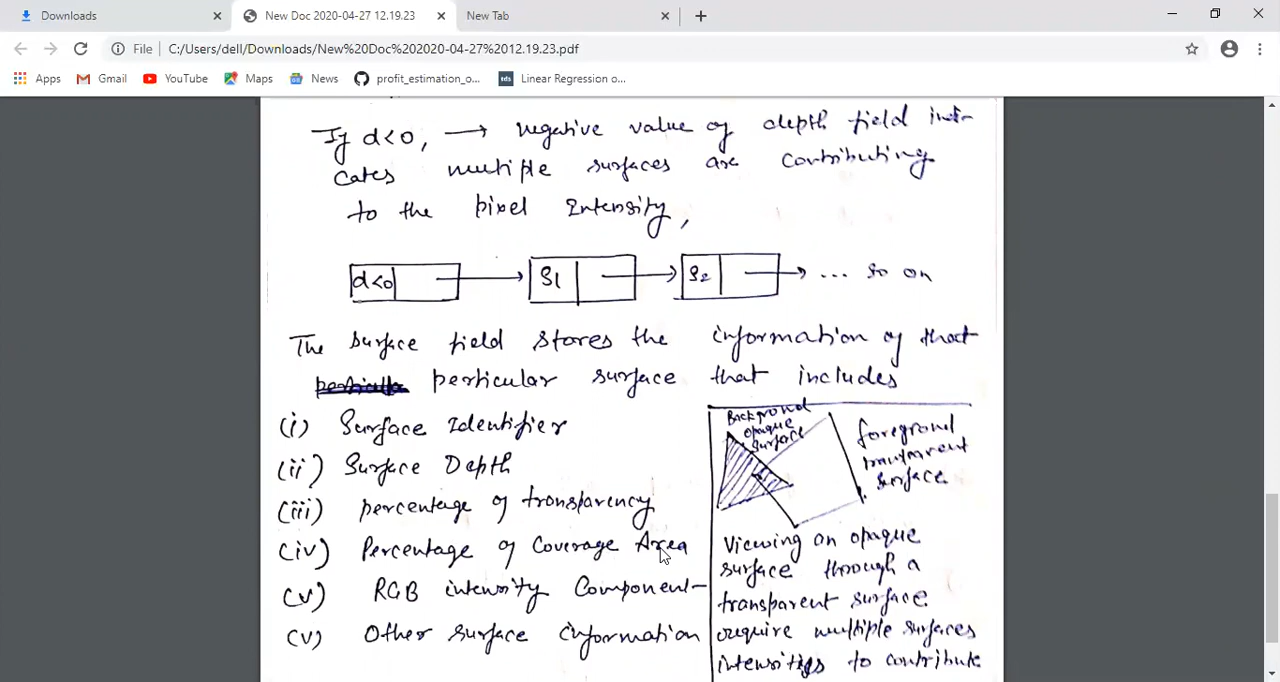 Downloads
New Doc 2020-04-27 12.19.23
New Tab
File
C:/Users/dell/Downloads/New%20Doc%202020-04-27%2012.19.23.pdf
Apps
Gmail
YouTube
Maps
News
profit_estimation_o...
Linear Regression o...
If d<0, → negative value of depth field indi-
cates multiple surfaces are contributing
to the pixel Intensity,
d<0 → S1 → S2 → ... so on
The surface field stores the information of that
perticular surface that includes
(i) Surface Identifier
(ii) Surface Depth
(iii) percentage of transparency
(iv) Percentage of Coverage Area
(v) RGB intensity Component
(v) Other surface information
Background
opaque
surface
foregrond
surface
Viewing an opaque
surface through a
transparent surface
require multiple surfaces
intensities to contribute